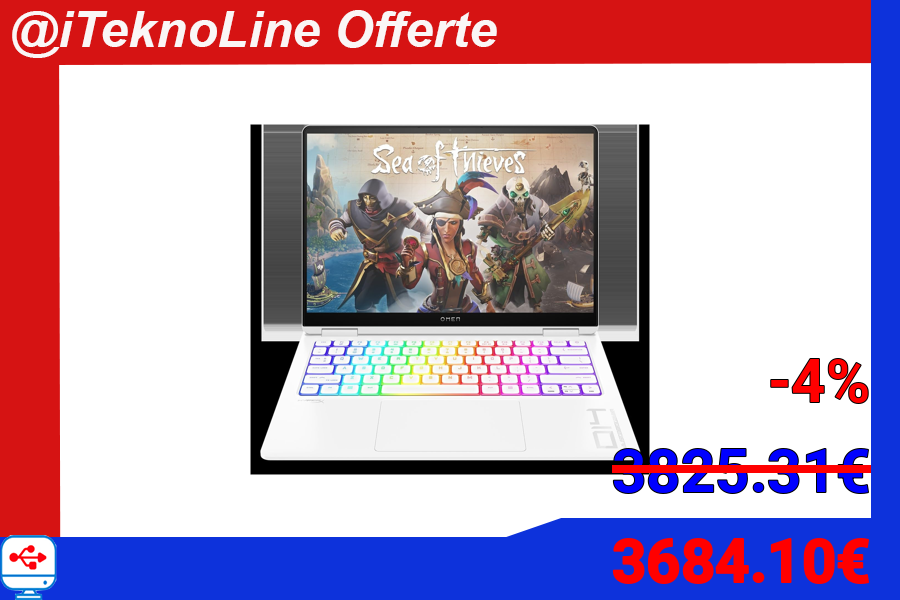 @iTeknoLine Offerte
Sea of Thieves
OMEN
-4%
3825.31€
3684.10€